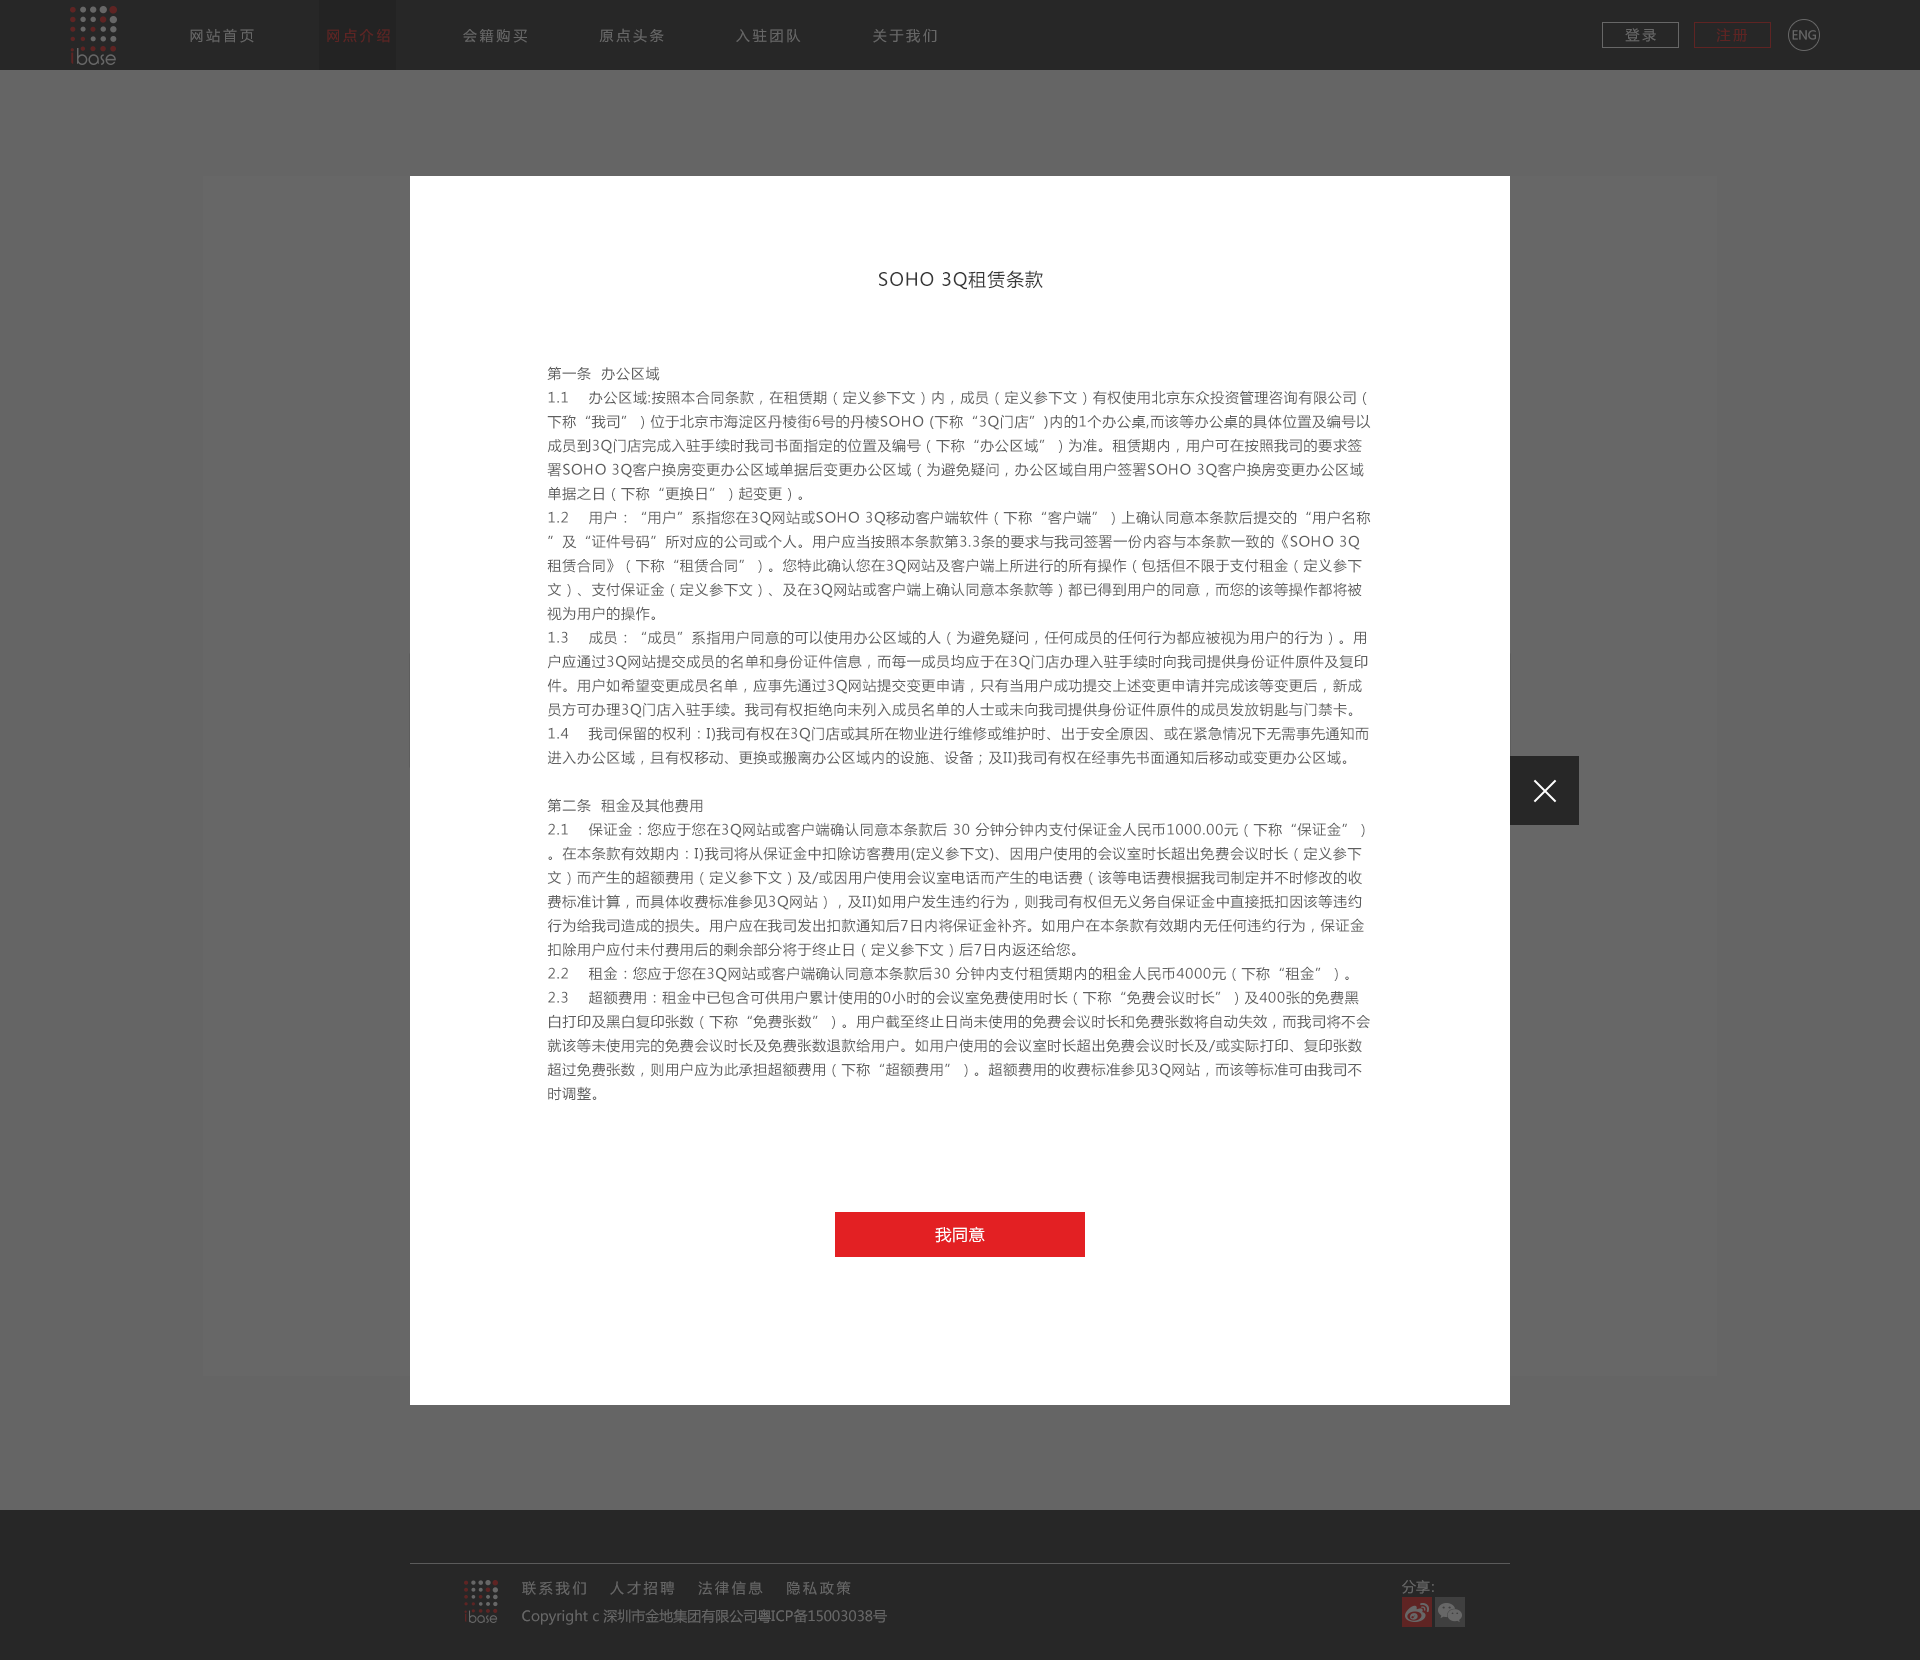 ibase
网站首页
网点介绍
会籍购买
原点头条
入驻团队
关于我们
登录
注册
ENG
SOHO 3Q租赁条款
第一条  办公区域
1.1    办公区域:按照本合同条款，在租赁期（定义参下文）内，成员（定义参下文）有权使用北京东众投资管理咨询有限公司（
下称“我司”）位于北京市海淀区丹棱街6号的丹棱SOHO (下称“3Q门店”)内的1个办公桌,而该等办公桌的具体位置及编号以
成员到3Q门店完成入驻手续时我司书面指定的位置及编号（下称“办公区域”）为准。租赁期内，用户可在按照我司的要求签
署SOHO 3Q客户换房变更办公区域单据后变更办公区域（为避免疑问，办公区域自用户签署SOHO 3Q客户换房变更办公区域
单据之日（下称“更换日”）起变更）。
1.2    用户：“用户”系指您在3Q网站或SOHO 3Q移动客户端软件（下称“客户端”）上确认同意本条款后提交的“用户名称
”及“证件号码”所对应的公司或个人。用户应当按照本条款第3.3条的要求与我司签署一份内容与本条款一致的《SOHO 3Q
租赁合同》（下称“租赁合同”）。您特此确认您在3Q网站及客户端上所进行的所有操作（包括但不限于支付租金（定义参下
文）、支付保证金（定义参下文）、及在3Q网站或客户端上确认同意本条款等）都已得到用户的同意，而您的该等操作都将被
视为用户的操作。
1.3    成员：“成员”系指用户同意的可以使用办公区域的人（为避免疑问，任何成员的任何行为都应被视为用户的行为）。用
户应通过3Q网站提交成员的名单和身份证件信息，而每一成员均应于在3Q门店办理入驻手续时向我司提供身份证件原件及复印
件。用户如希望变更成员名单，应事先通过3Q网站提交变更申请，只有当用户成功提交上述变更申请并完成该等变更后，新成
员方可办理3Q门店入驻手续。我司有权拒绝向未列入成员名单的人士或未向我司提供身份证件原件的成员发放钥匙与门禁卡。
1.4    我司保留的权利：I)我司有权在3Q门店或其所在物业进行维修或维护时、出于安全原因、或在紧急情况下无需事先通知而
进入办公区域，且有权移动、更换或搬离办公区域内的设施、设备；及II)我司有权在经事先书面通知后移动或变更办公区域。
第二条  租金及其他费用
2.1    保证金：您应于您在3Q网站或客户端确认同意本条款后 30 分钟分钟内支付保证金人民币1000.00元（下称“保证金”）
。在本条款有效期内：I)我司将从保证金中扣除访客费用(定义参下文)、因用户使用的会议室时长超出免费会议时长（定义参下
文）而产生的超额费用（定义参下文）及/或因用户使用会议室电话而产生的电话费（该等电话费根据我司制定并不时修改的收
费标准计算，而具体收费标准参见3Q网站），及II)如用户发生违约行为，则我司有权但无义务自保证金中直接抵扣因该等违约
行为给我司造成的损失。用户应在我司发出扣款通知后7日内将保证金补齐。如用户在本条款有效期内无任何违约行为，保证金
扣除用户应付未付费用后的剩余部分将于终止日（定义参下文）后7日内返还给您。
2.2    租金：您应于您在3Q网站或客户端确认同意本条款后30 分钟内支付租赁期内的租金人民币4000元（下称“租金”）。
2.3    超额费用：租金中已包含可供用户累计使用的0小时的会议室免费使用时长（下称“免费会议时长”）及400张的免费黑
白打印及黑白复印张数（下称“免费张数”）。用户截至终止日尚未使用的免费会议时长和免费张数将自动失效，而我司将不会
就该等未使用完的免费会议时长及免费张数退款给用户。如用户使用的会议室时长超出免费会议时长及/或实际打印、复印张数
超过免费张数，则用户应为此承担超额费用（下称“超额费用”）。超额费用的收费标准参见3Q网站，而该等标准可由我司不
时调整。
我同意
ibase
联系我们
人才招聘
法律信息
隐私政策
Copyright c 深圳市金地集团有限公司粤ICP备15003038号
分享: